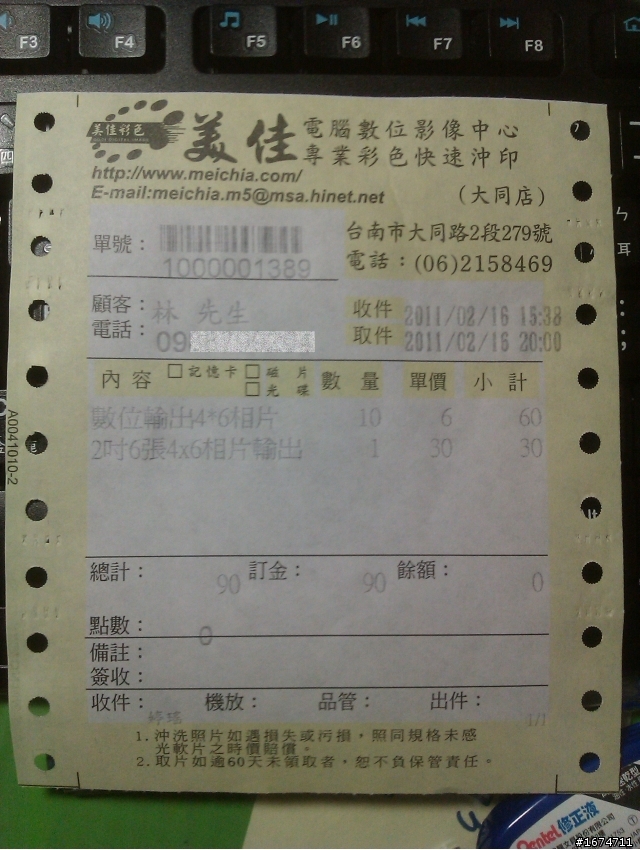 F3 F4 F5 F6 F7 F8
美佳彩色 美佳 電腦數位影像中心
專業彩色快速沖印
http://www.meichia.com/
E-mail:meichia.m5@msa.hinet.net (大同店)
單號： 台南市大同路2段279號
1000001389 電話：(06)2158469
顧客： 林 先生 收件 2011/02/16 15:38
電話： 09 取件 2011/02/16 20:00
內容 □記憶卡 □磁片 □光碟 數量 單價 小計
數位輸出4*6相片 10 6 60
2吋6張4x6相片輸出 1 30 30
A0041010-2
總計： 90 訂金： 90 餘額： 0
點數： 0
備註：
簽收：
收件： 機放： 品管： 出件：
1/1
1. 沖洗照片如遇損失或污損，照同規格未感
光軟片之時價賠償。
2. 取片如逾60天未領取者，恕不負保管責任。
Pentel 修正液
#1674711